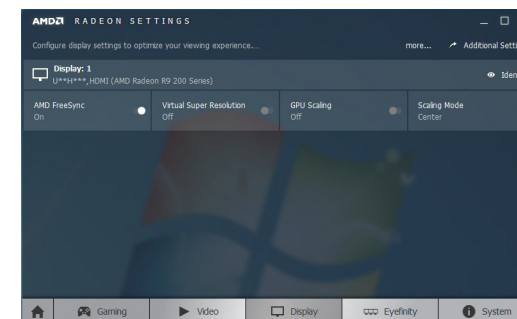 AMD RADEON SETTINGS
Configure display settings to optimize your viewing experience....
more...
Additional Setti
Display: 1
U**H***, HDMI (AMD Radeon R9 200 Series)
Iden
AMD FreeSync
On
Virtual Super Resolution
Off
GPU Scaling
Off
Scaling Mode
Center
Gaming
Video
Display
Eyefinity
System